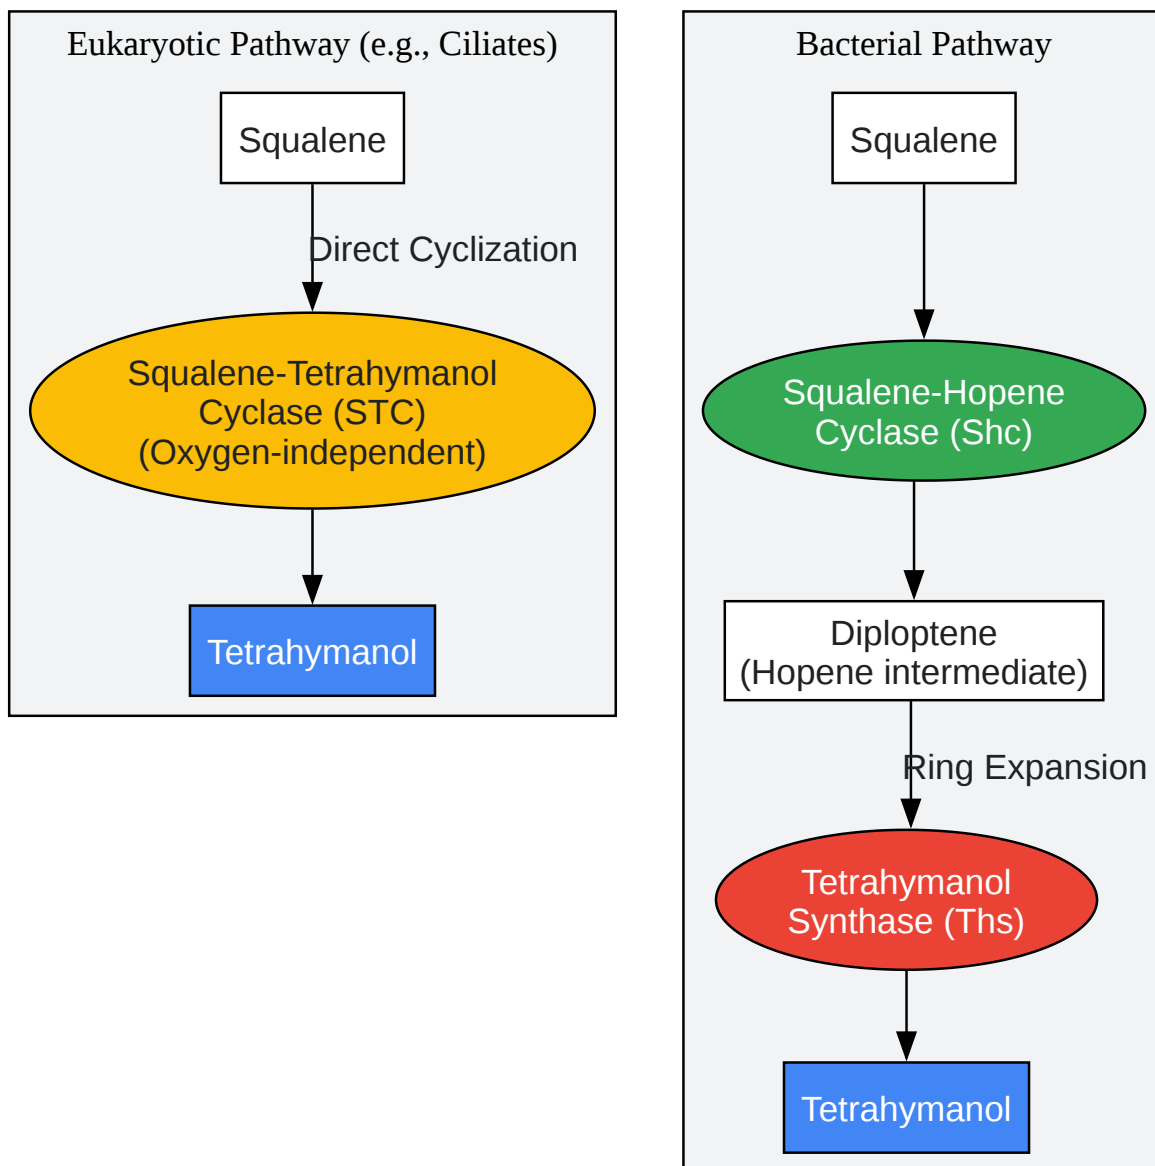 Eukaryotic Pathway (e.g., Ciliates)
Squalene
Direct Cyclization
Squalene-Tetrahymanol
Cyclase (STC)
(Oxygen-independent)
Tetrahymanol
Bacterial Pathway
Squalene
Squalene-Hopene
Cyclase (Shc)
Diploptene
(Hopene intermediate)
Ring Expansion
Tetrahymanol
Synthase (Ths)
Tetrahymanol